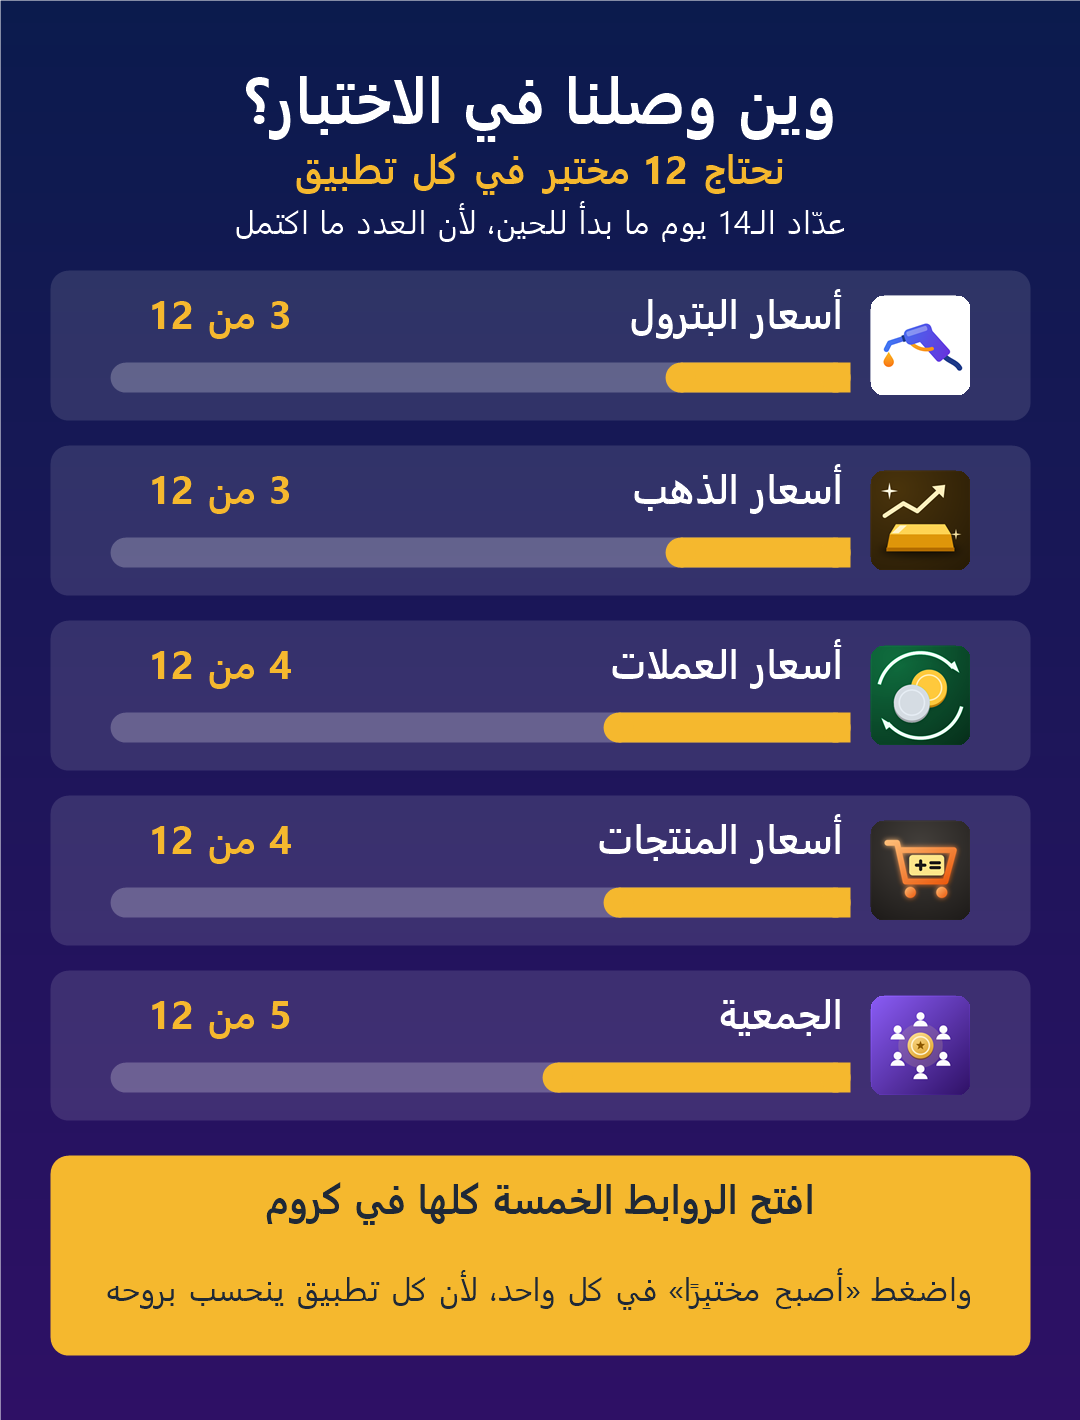 وين وصلنا في الاختبار؟
نحتاج 12 مختبر في كل تطبيق
عدّاد الـ14 يوم ما بدأ للحين، لأن العدد ما اكتمل
أسعار البترول
3 من 12
أسعار الذهب
3 من 12
أسعار العملات
4 من 12
أسعار المنتجات
4 من 12
الجمعية
5 من 12
افتح الروابط الخمسة كلها في كروم
واضغط «أصبح مختبِرًا» في كل واحد، لأن كل تطبيق ينحسب بروحه